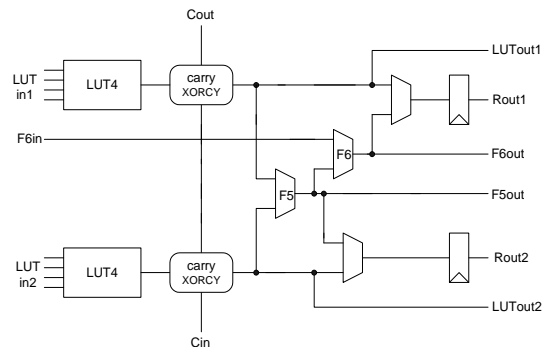 Cout
LUTout1
LUT
in1
LUT4
carry
XORCY
Rout1
F6in
F6
F6out
F5
F5out
LUT
in2
LUT4
carry
XORCY
Rout2
LUTout2
Cin